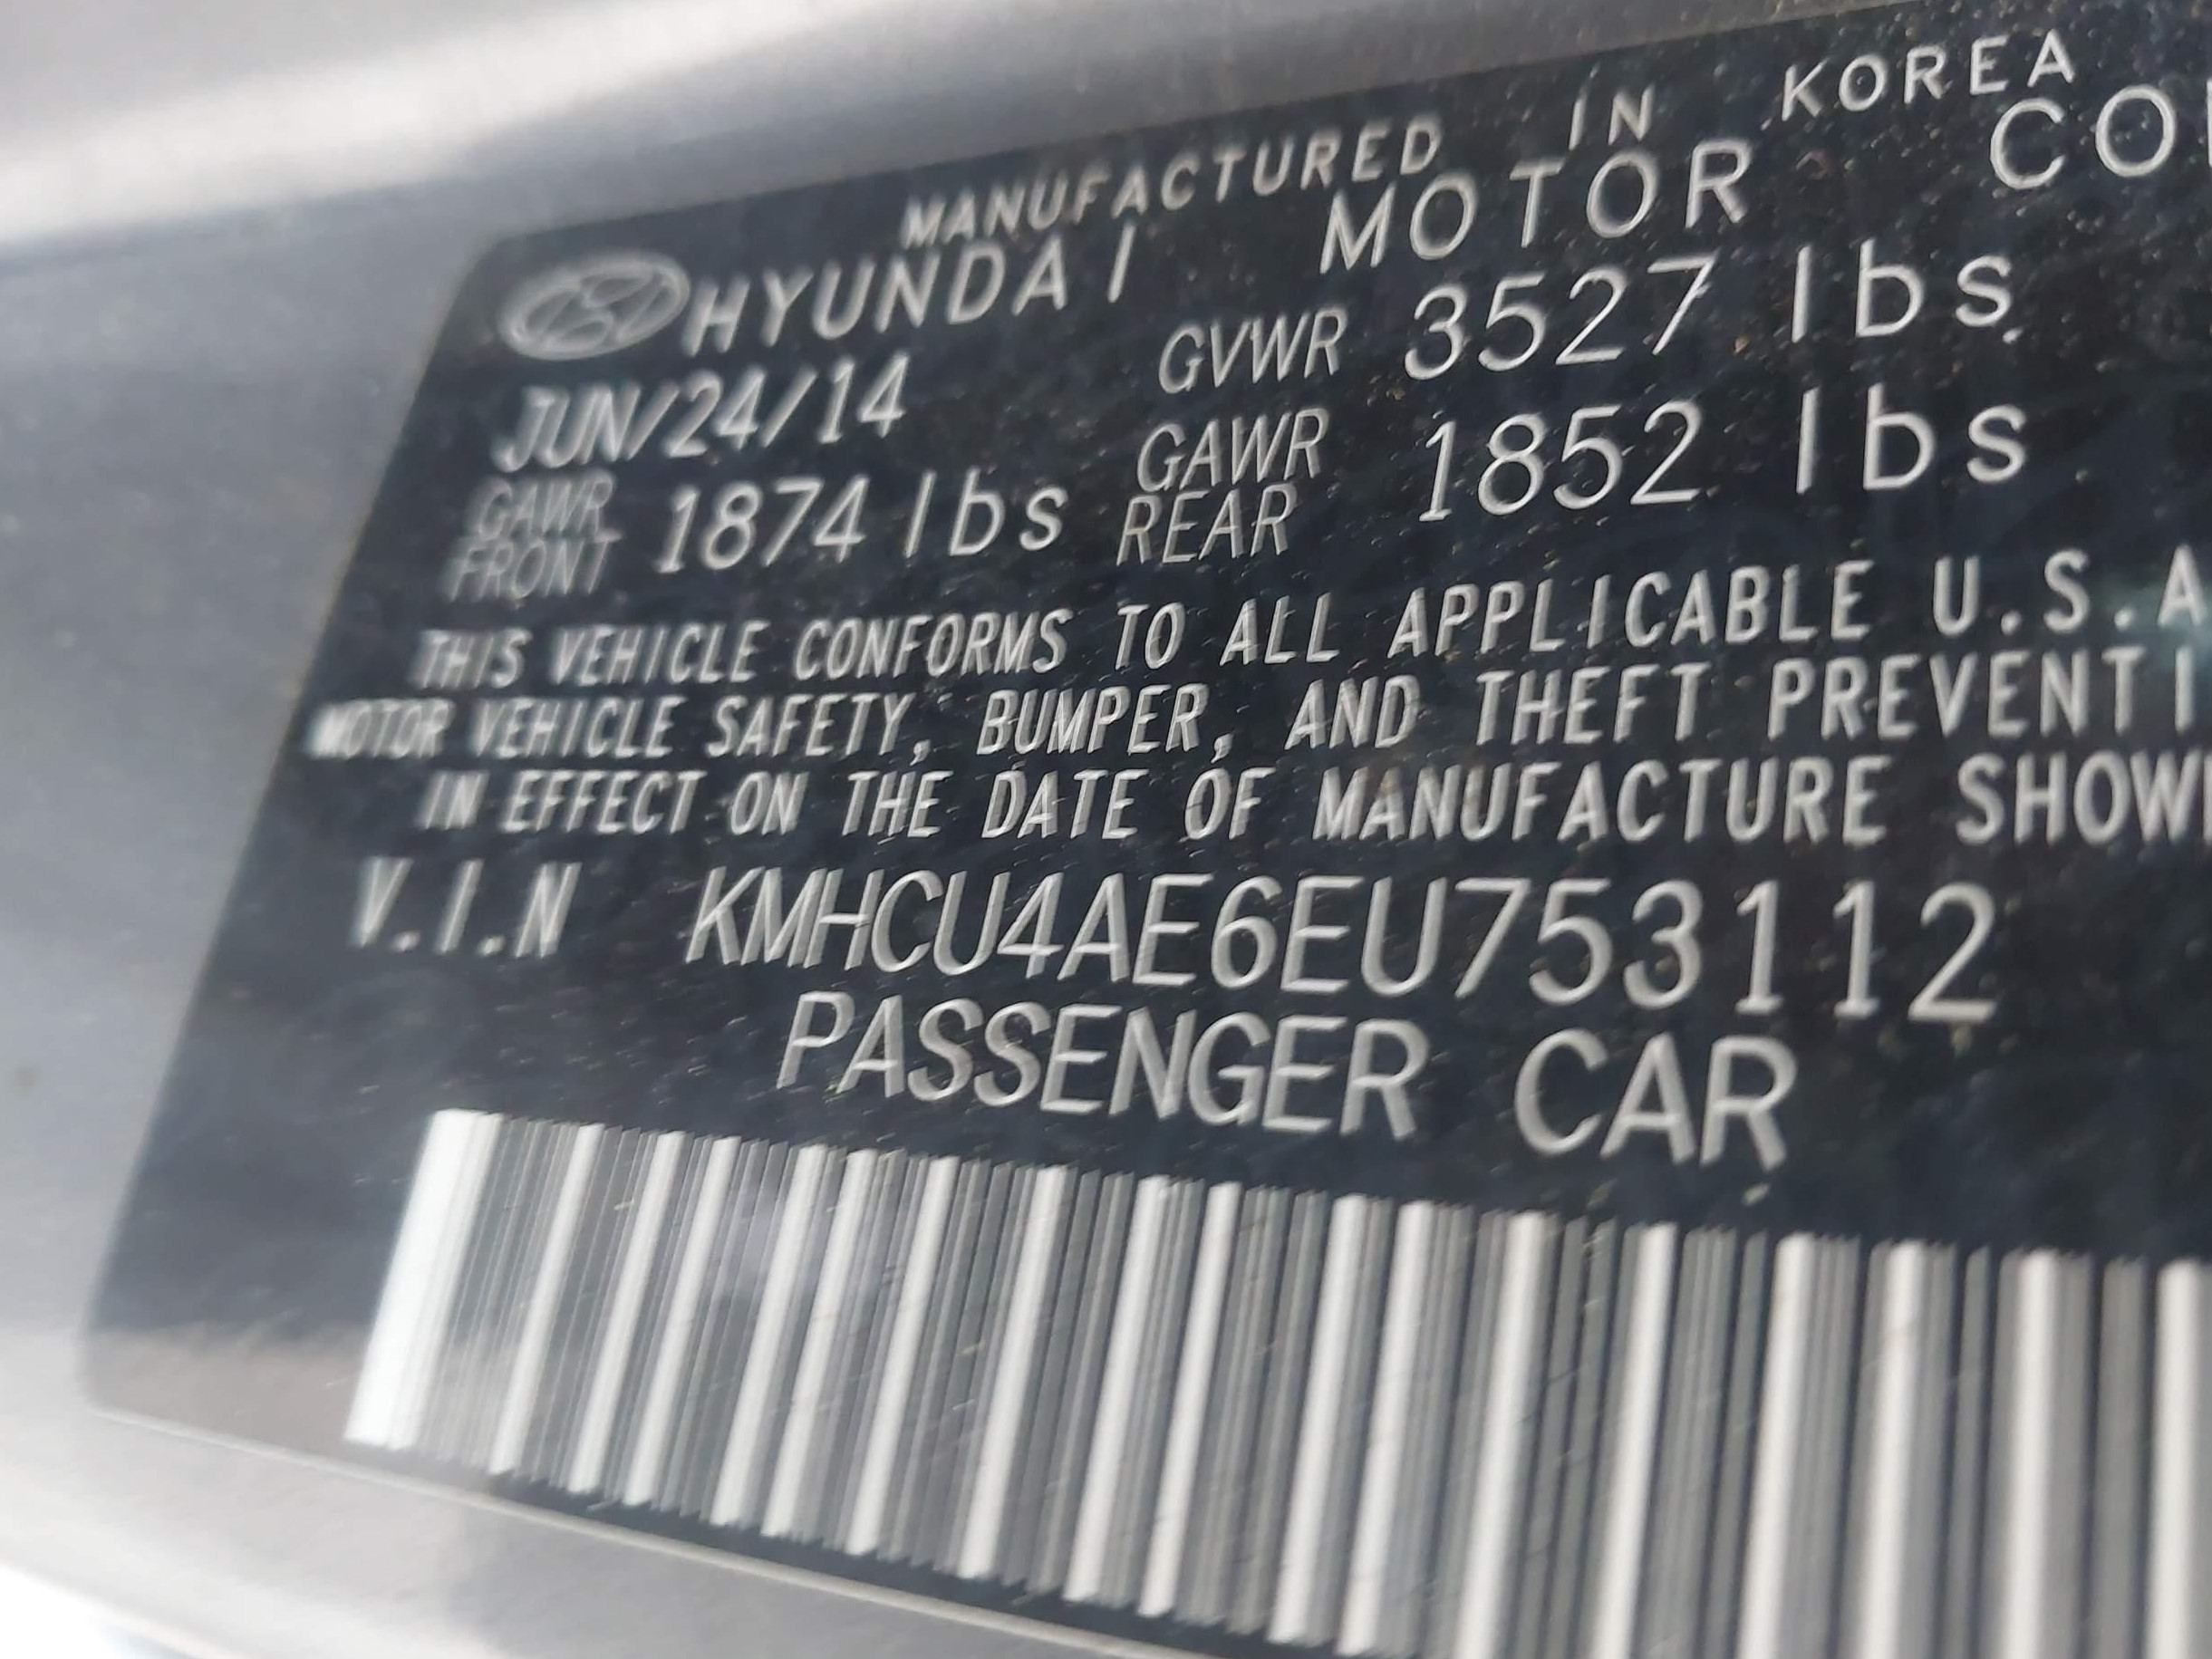 MANUFACTURED IN KOREA
HYUNDAI MOTOR CO
JUN/24/14 GVWR 3527 lbs
GAWR FRONT 1874 lbs GAWR REAR 1852 lbs
THIS VEHICLE CONFORMS TO ALL APPLICABLE U.S.A
MOTOR VEHICLE SAFETY, BUMPER, AND THEFT PREVENTI
IN EFFECT ON THE DATE OF MANUFACTURE SHOW
V.I.N KMHCU4AE6EU753112
PASSENGER CAR